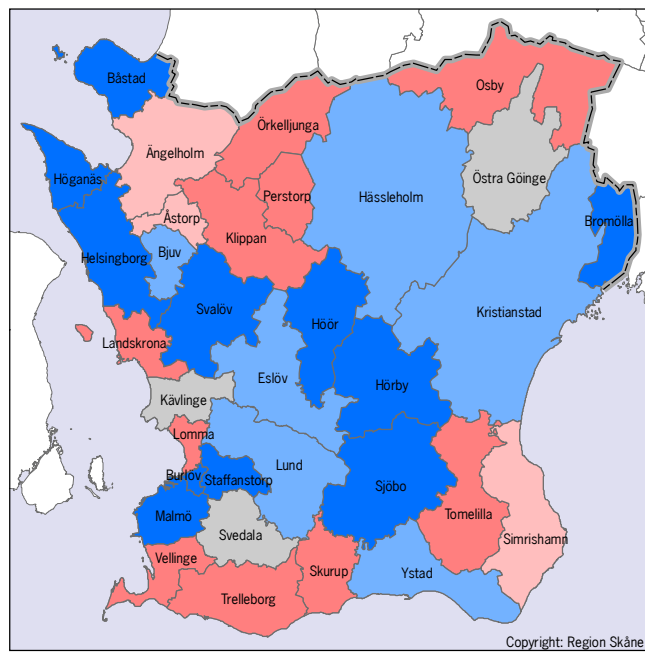 Båstad
Osby
Örkelljunga
Ängelholm
Östra Göinge
Höganäs
Perstorp
Hässleholm
Åstorp
Bromölla
Klippan
Bjuv
Helsingborg
Svalöv
Kristianstad
Höör
Landskrona
Eslöv
Hörby
Kävlinge
Lomma
Lund
Burlöv
Staffanstorp
Sjöbo
Malmö
Tomelilla
Svedala
Simrishamn
Vellinge
Skurup
Ystad
Trelleborg
Copyright: Region Skåne